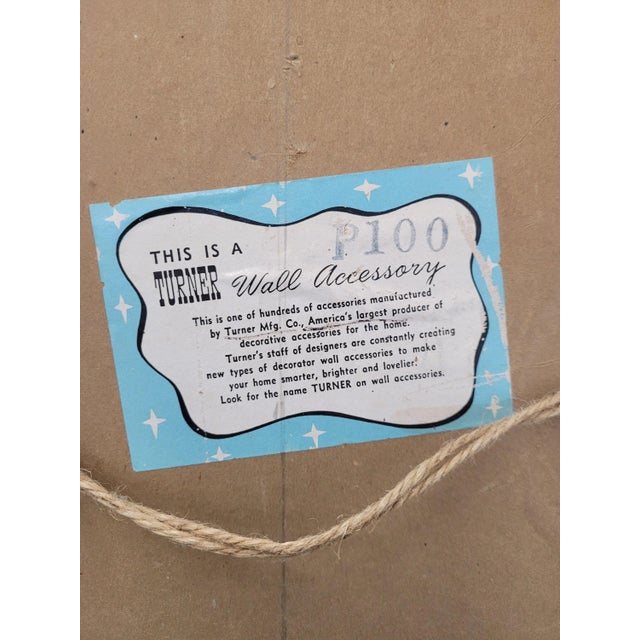 P100
THIS IS A
TURNER Wall Accessory
This is one of hundreds of accessories manufactured
by Turner Mfg. Co., America's largest producer of
decorative accessories for the home.
Turner's staff of designers are constantly creating
new types of decorator wall accessories to make
your home smarter, brighter and lovelier.
Look for the name TURNER on wall accessories.